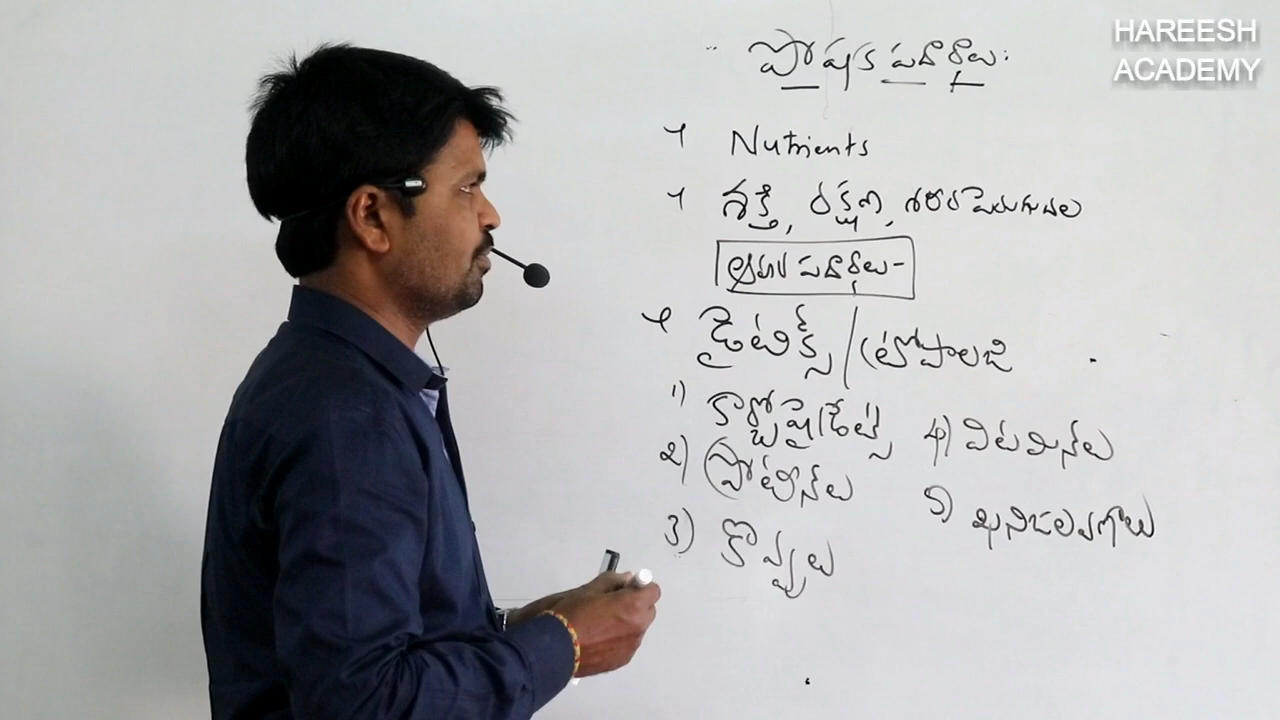 HAREESH
ACADEMY
పోషక పదార్థాలు:
Nutrients
శక్తి, రక్షణ, శరీర పెరుగుదల
ఆహార పదార్థాలు-
డైటిక్స్ / ట్రోపాలజి
1) కార్బోహైడ్రేట్స్
2) ప్రోటీన్లు
3) కొవ్వులు
4) విటమిన్లు
5) ఖనిజలవణాలు